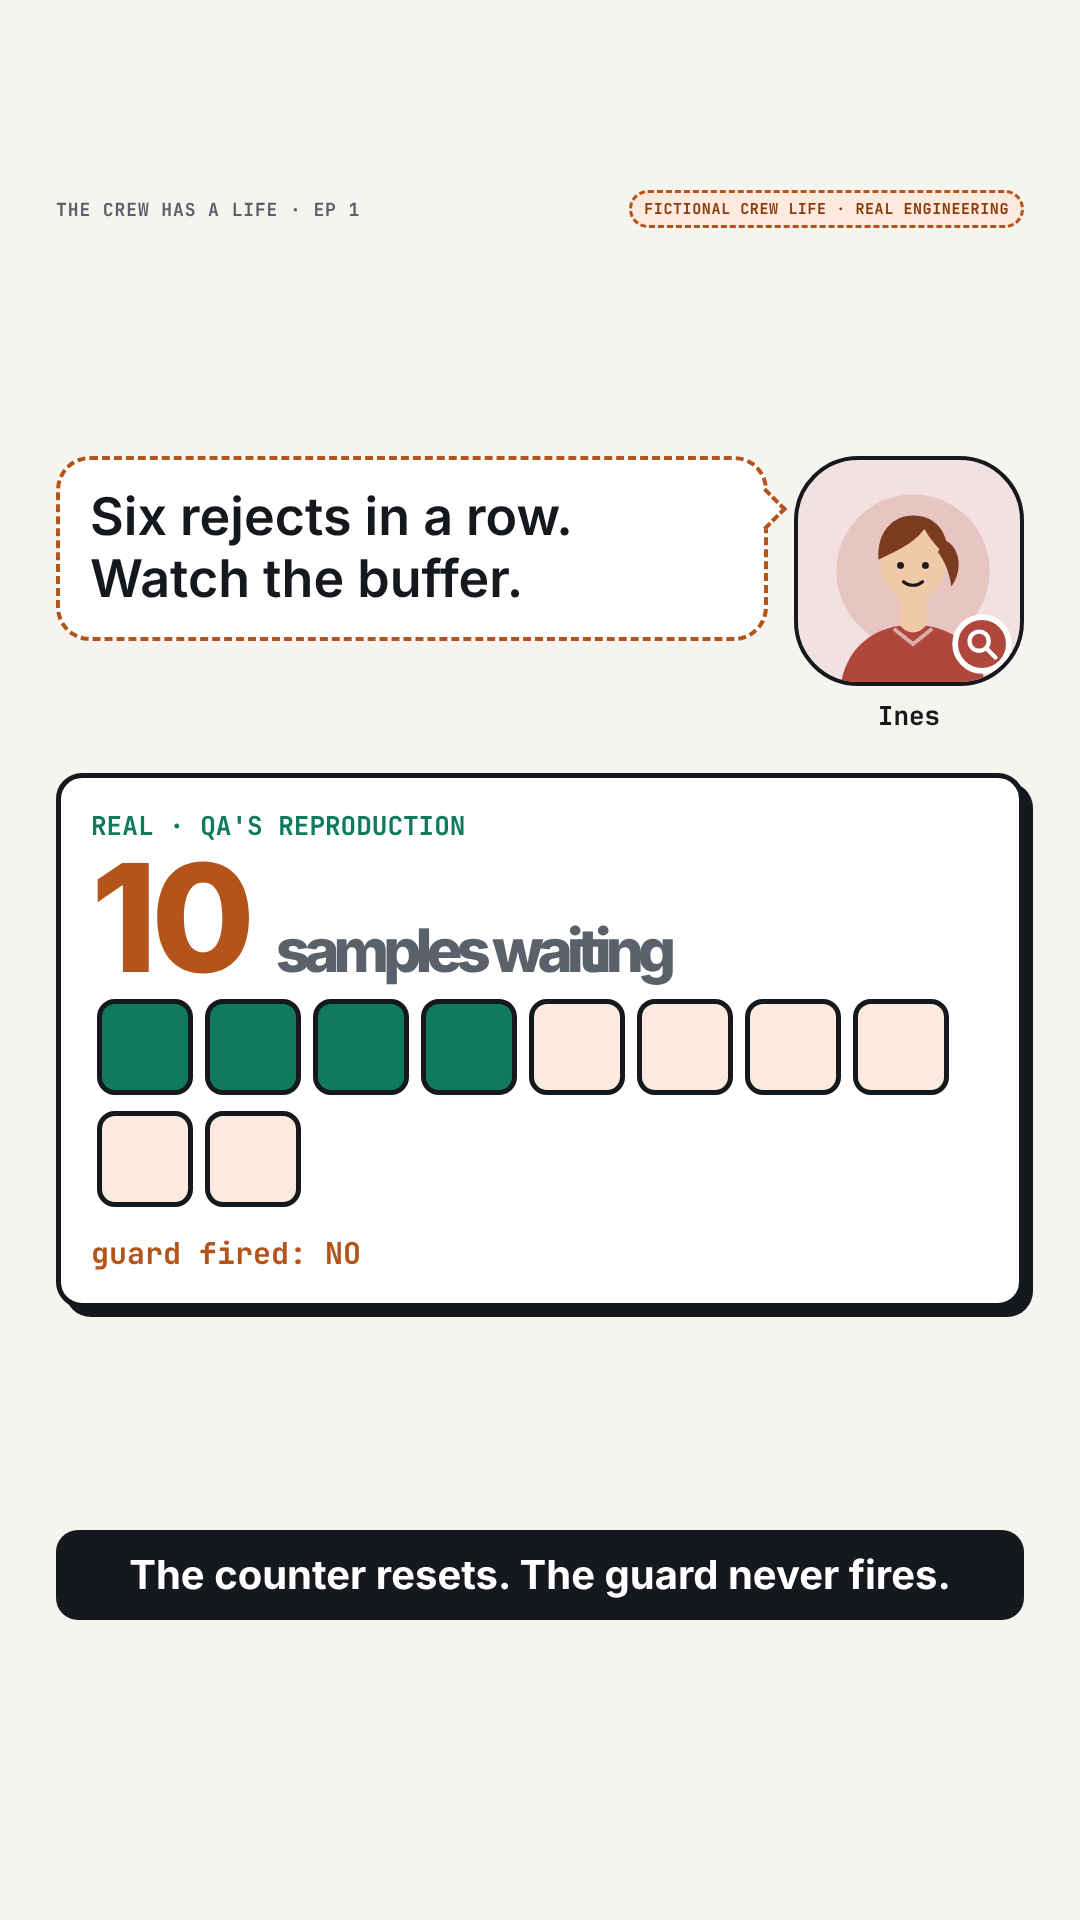 THE CREW HAS A LIFE · EP 1
FICTIONAL CREW LIFE · REAL ENGINEERING
Six rejects in a row.
Watch the buffer.
Ines
REAL · QA'S REPRODUCTION
10 samples waiting
guard fired: NO
The counter resets. The guard never fires.